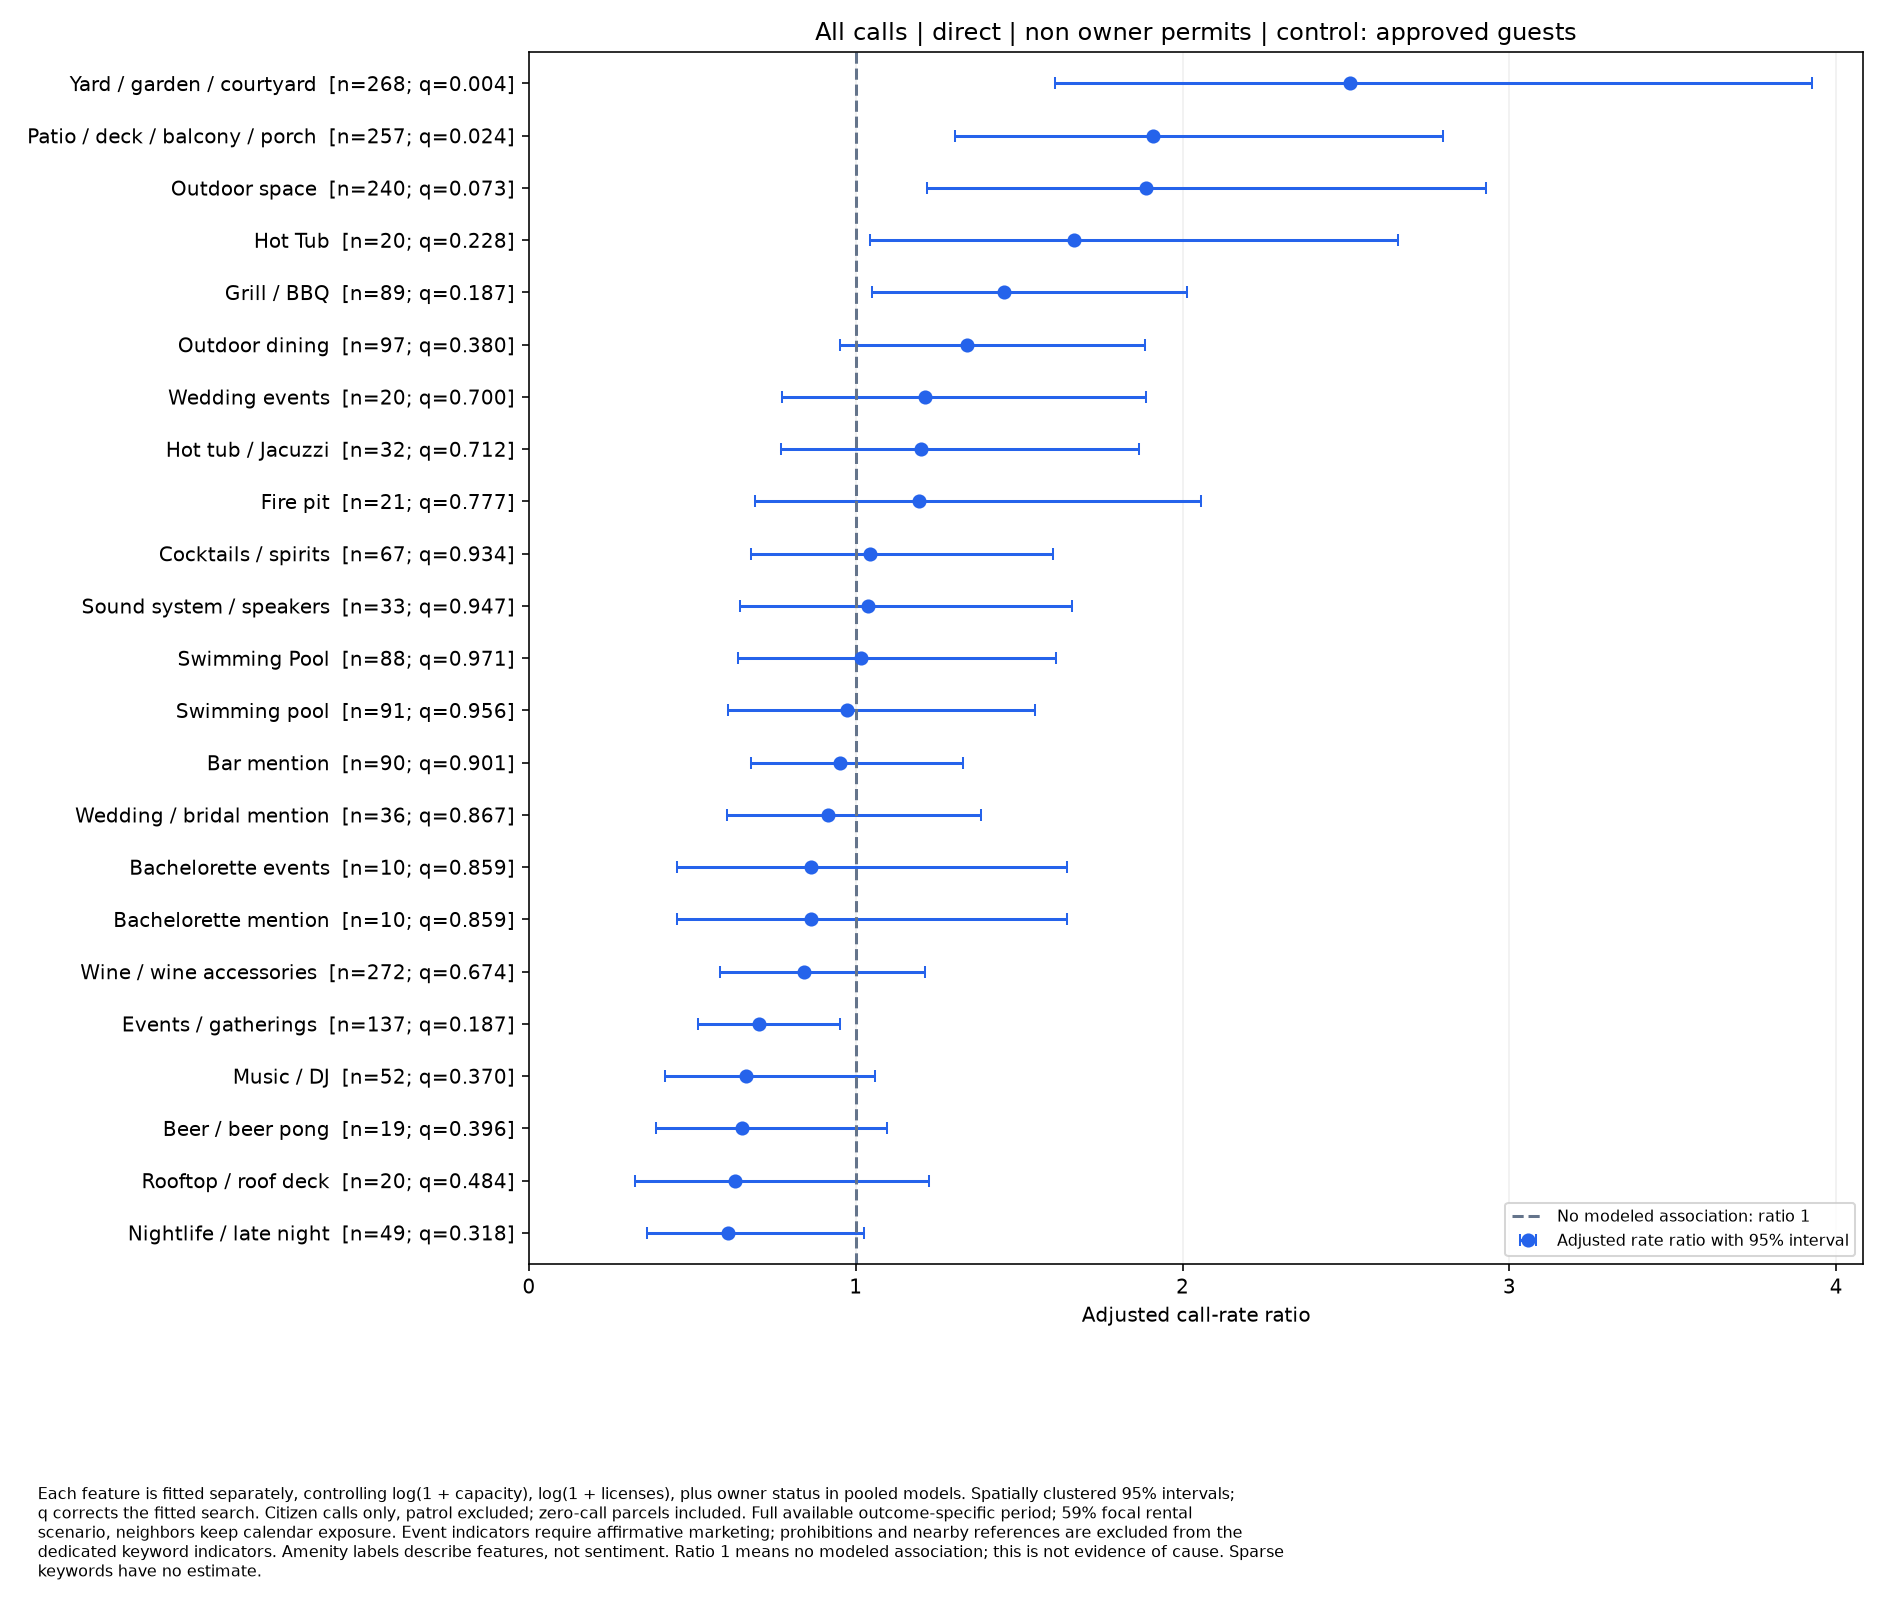 All calls | direct | non owner permits | control: approved guests
Yard / garden / courtyard [n=268; q=0.004]
Patio / deck / balcony / porch [n=257; q=0.024]
Outdoor space [n=240; q=0.073]
Hot Tub [n=20; q=0.228]
Grill / BBQ [n=89; q=0.187]
Outdoor dining [n=97; q=0.380]
Wedding events [n=20; q=0.700]
Hot tub / Jacuzzi [n=32; q=0.712]
Fire pit [n=21; q=0.777]
Cocktails / spirits [n=67; q=0.934]
Sound system / speakers [n=33; q=0.947]
Swimming Pool [n=88; q=0.971]
Swimming pool [n=91; q=0.956]
Bar mention [n=90; q=0.901]
Wedding / bridal mention [n=36; q=0.867]
Bachelorette events [n=10; q=0.859]
Bachelorette mention [n=10; q=0.859]
Wine / wine accessories [n=272; q=0.674]
Events / gatherings [n=137; q=0.187]
Music / DJ [n=52; q=0.370]
Beer / beer pong [n=19; q=0.396]
Rooftop / roof deck [n=20; q=0.484]
Nightlife / late night [n=49; q=0.318]
No modeled association: ratio 1
Adjusted rate ratio with 95% interval
0 1 2 3 4
Adjusted call-rate ratio
Each feature is fitted separately, controlling log(1 + capacity), log(1 + licenses), plus owner status in pooled models. Spatially clustered 95% intervals;
q corrects the fitted search. Citizen calls only, patrol excluded; zero-call parcels included. Full available outcome-specific period; 59% focal rental
scenario, neighbors keep calendar exposure. Event indicators require affirmative marketing; prohibitions and nearby references are excluded from the
dedicated keyword indicators. Amenity labels describe features, not sentiment. Ratio 1 means no modeled association; this is not evidence of cause. Sparse
keywords have no estimate.